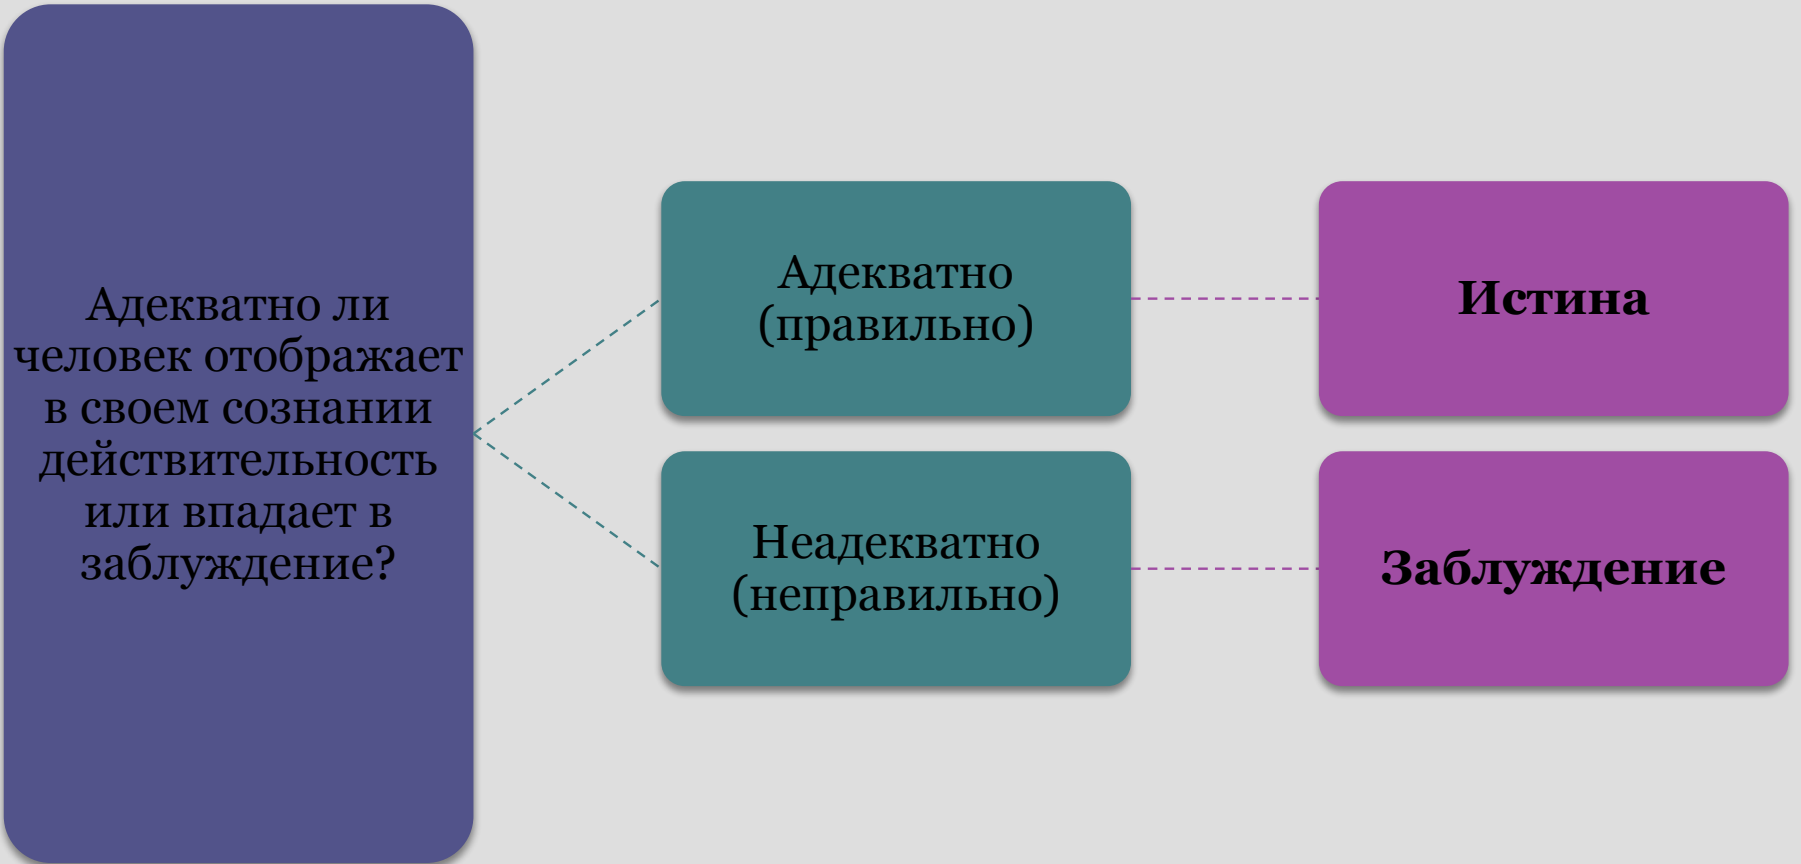 Адекватно ли
человек отображает
в своем сознании
действительность
или впадает в
заблуждение?
Адекватно
(правильно)
Истина
Неадекватно
(неправильно)
Заблуждение